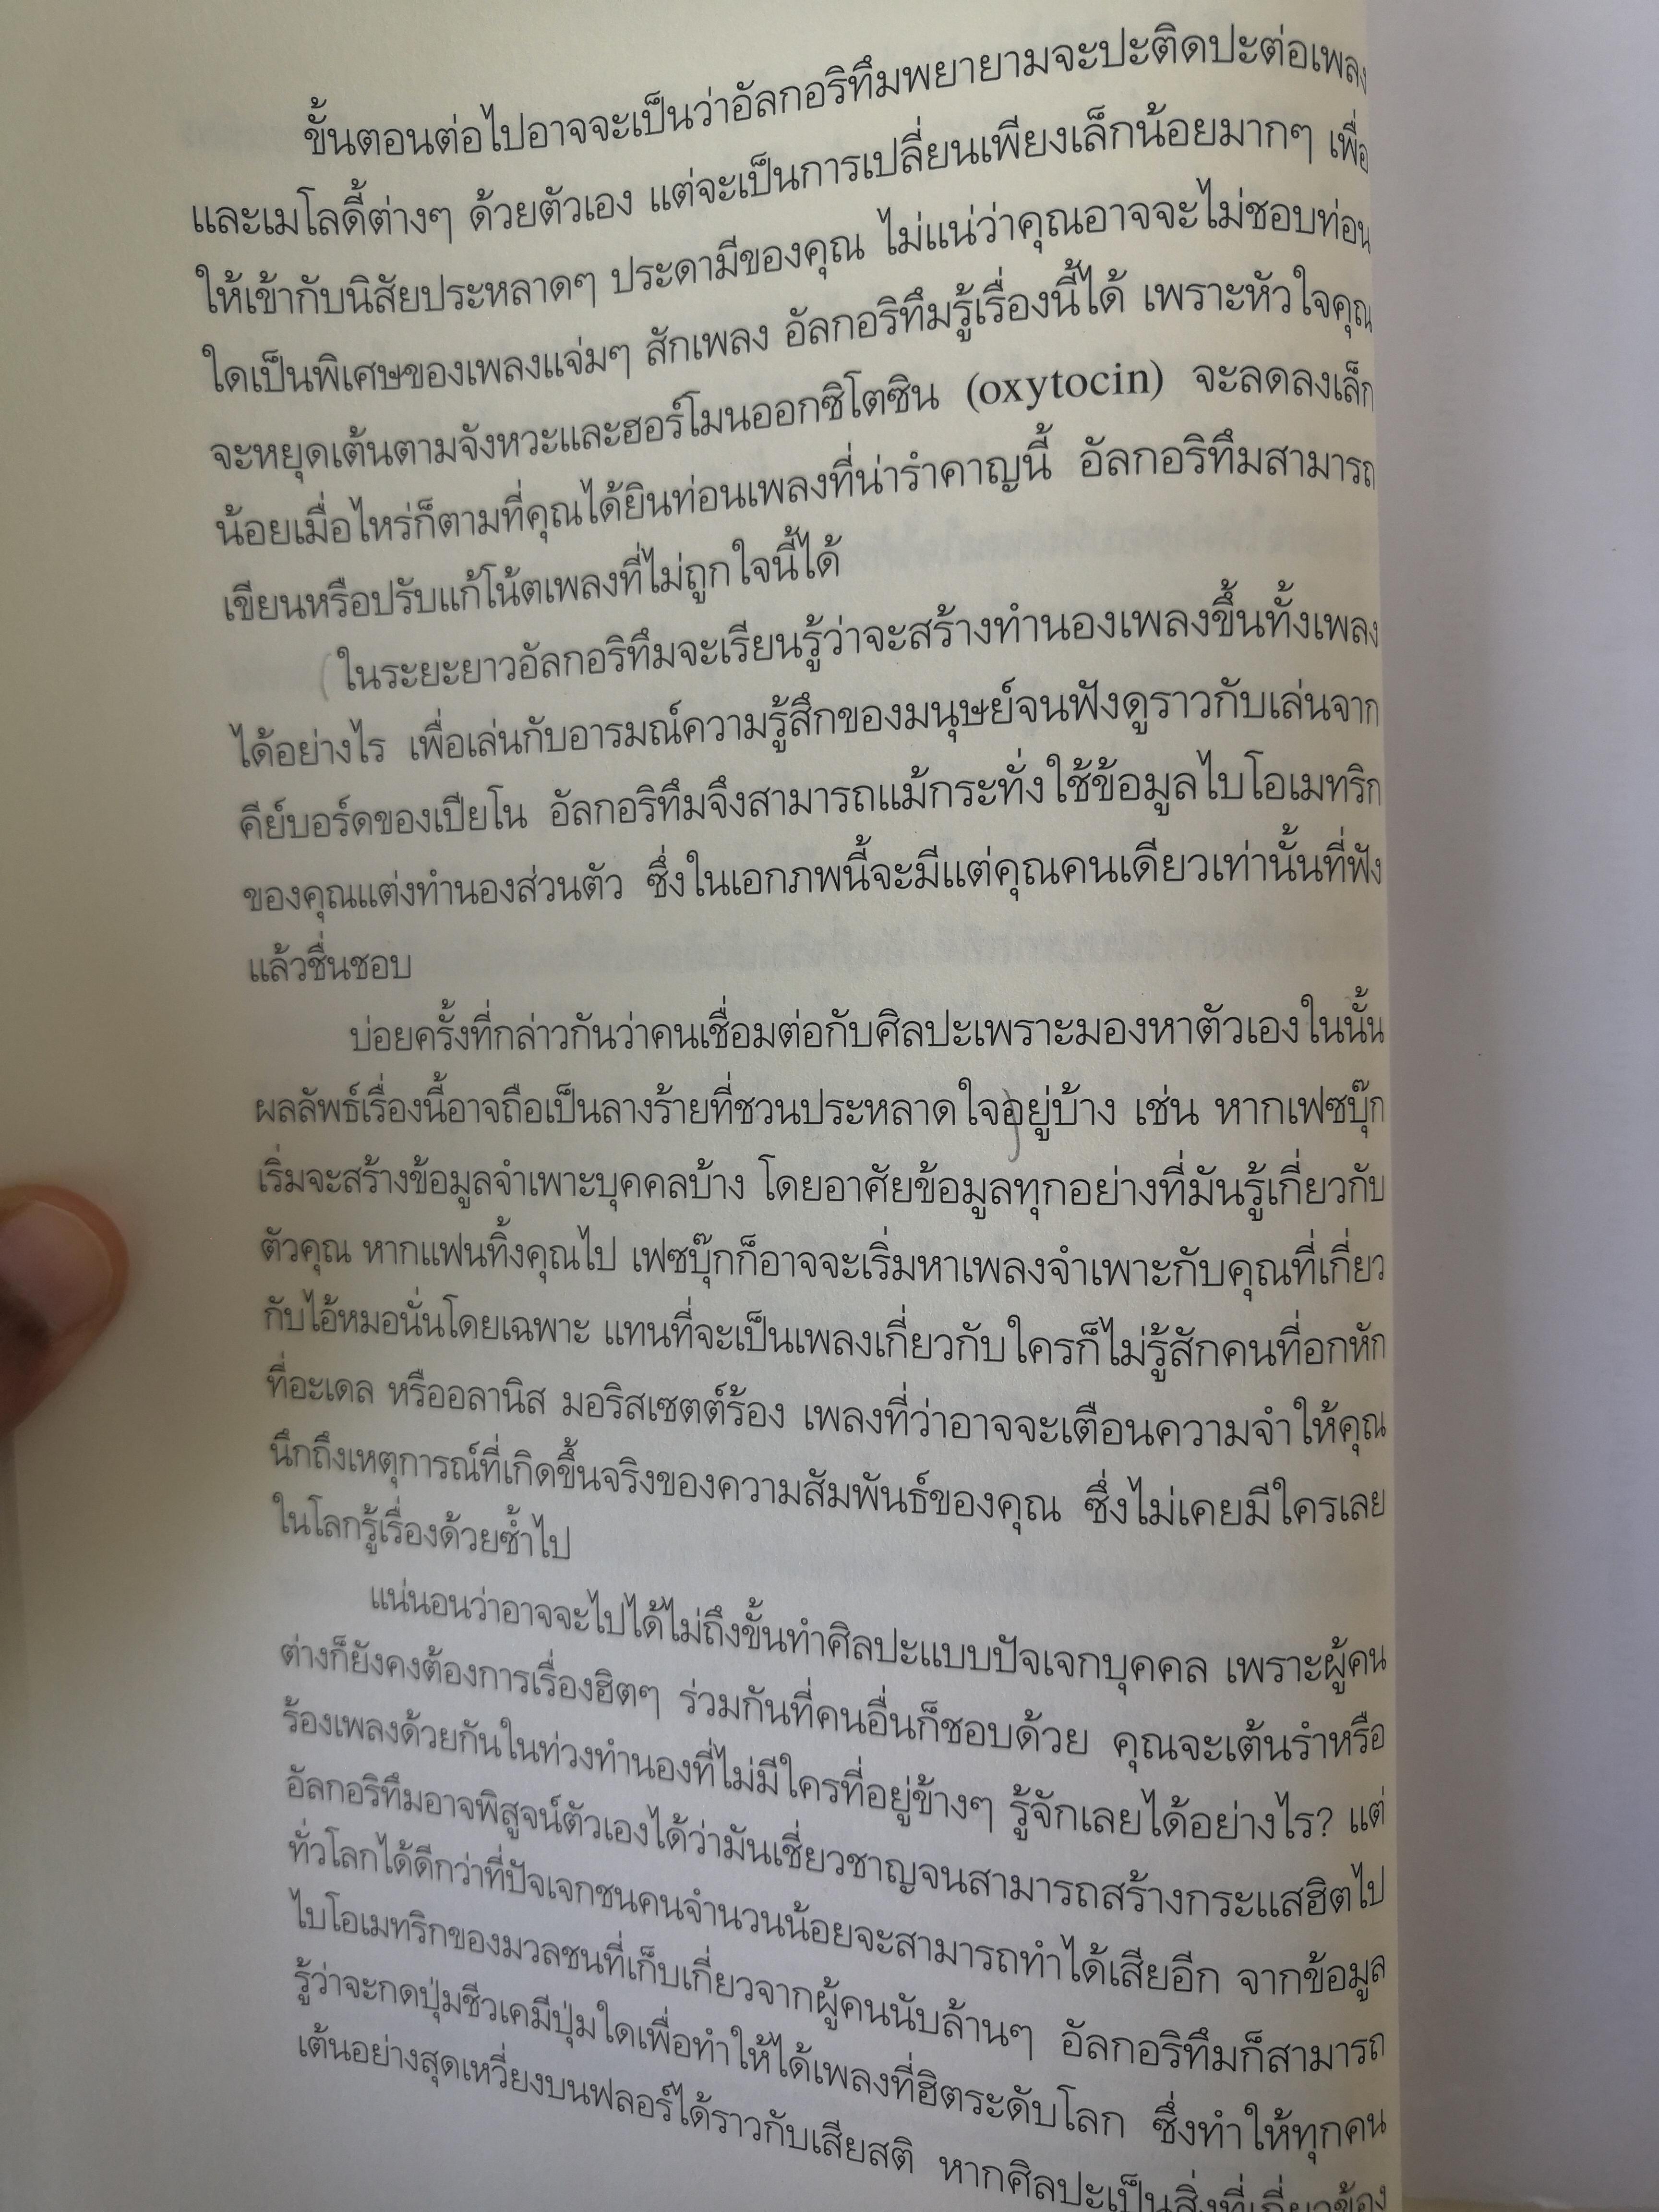 ขั้นตอนต่อไปอาจจะเป็นว่าอัลกอริทึมพยายามจะปะติดปะต่อเพลง
และเมโลดี้ต่างๆ ด้วยตัวเอง แต่จะเป็นการเปลี่ยนเพียงเล็กน้อยมากๆ เพื่อ
ให้เข้ากับนิสัยประหลาดๆ ประดามีของคุณ ไม่แน่ว่าคุณอาจจะไม่ชอบท่อน
ใดเป็นพิเศษของเพลงแจ่มๆ สักเพลง อัลกอริทึมรู้เรื่องนี้ได้ เพราะหัวใจคุณ
จะหยุดเต้นตามจังหวะและฮอร์โมนออกซิโตซิน (oxytocin) จะลดลงเล็ก
น้อยเมื่อไหร่ก็ตามที่คุณได้ยินท่อนเพลงที่น่ารำคาญนี้ อัลกอริทึมสามารถ
เขียนหรือปรับแก้โน้ตเพลงที่ไม่ถูกใจนี้ได้
ในระยะยาวอัลกอริทึมจะเรียนรู้ว่าจะสร้างทำนองเพลงขึ้นทั้งเพลง
ได้อย่างไร เพื่อเล่นกับอารมณ์ความรู้สึกของมนุษย์จนฟังดูราวกับเล่นจาก
คีย์บอร์ดของเปียโน อัลกอริทึมจึงสามารถแม้กระทั่งใช้ข้อมูลไบโอเมทริก
ของคุณแต่งทำนองส่วนตัว ซึ่งในเอกภพนี้จะมีแต่คุณคนเดียวเท่านั้นที่ฟัง
แล้วชื่นชอบ
บ่อยครั้งที่กล่าวกันว่าคนเชื่อมต่อกับศิลปะเพราะมองหาตัวเองในนั้น
ผลลัพธ์เรื่องนี้อาจถือเป็นลางร้ายที่ชวนประหลาดใจอยู่บ้าง เช่น หากเฟซบุ๊ก
เริ่มจะสร้างข้อมูลจำเพาะบุคคลบ้าง โดยอาศัยข้อมูลทุกอย่างที่มันรู้เกี่ยวกับ
ตัวคุณ หากแฟนทิ้งคุณไป เฟซบุ๊กก็อาจจะเริ่มหาเพลงจำเพาะกับคุณที่เกี่ยว
กับไอ้หมอนั่นโดยเฉพาะ แทนที่จะเป็นเพลงเกี่ยวกับใครก็ไม่รู้สักคนที่อกหัก
ที่อะเดล หรืออลานิส มอริสเซตต์ร้อง เพลงที่ว่าอาจจะเตือนความจำให้คุณ
นึกถึงเหตุการณ์ที่เกิดขึ้นจริงของความสัมพันธ์ของคุณ ซึ่งไม่เคยมีใครเลย
ในโลกรู้เรื่องด้วยซ้ำไป
แน่นอนว่าอาจจะไปได้ไม่ถึงขั้นทำศิลปะแบบปัจเจกบุคคล เพราะผู้คน
ต่างก็ยังคงต้องการเรื่องฮิตๆ ร่วมกันที่คนอื่นก็ชอบด้วย คุณจะเต้นรำหรือ
ร้องเพลงด้วยกันในท่วงทำนองที่ไม่มีใครที่อยู่ข้างๆ รู้จักเลยได้อย่างไร? แต่
อัลกอริทึมอาจพิสูจน์ตัวเองได้ว่ามันเชี่ยวชาญจนสามารถสร้างกระแสฮิตไป
ทั่วโลกได้ดีกว่าที่ปัจเจกชนคนจำนวนน้อยจะสามารถทำได้เสียอีก จากข้อมูล
ไบโอเมทริกของมวลชนที่เก็บเกี่ยวจากผู้คนนับล้านๆ อัลกอริทึมก็สามารถ
รู้ว่าจะกดปุ่มชีวเคมีปุ่มใดเพื่อทำให้ได้เพลงที่ฮิตระดับโลก ซึ่งทำให้ทุกคน
เต้นอย่างสุดเหวี่ยงบนฟลอร์ได้ราวกับเสียสติ หากศิลปะเป็นสิ่งที่เกี่ยวข้อง